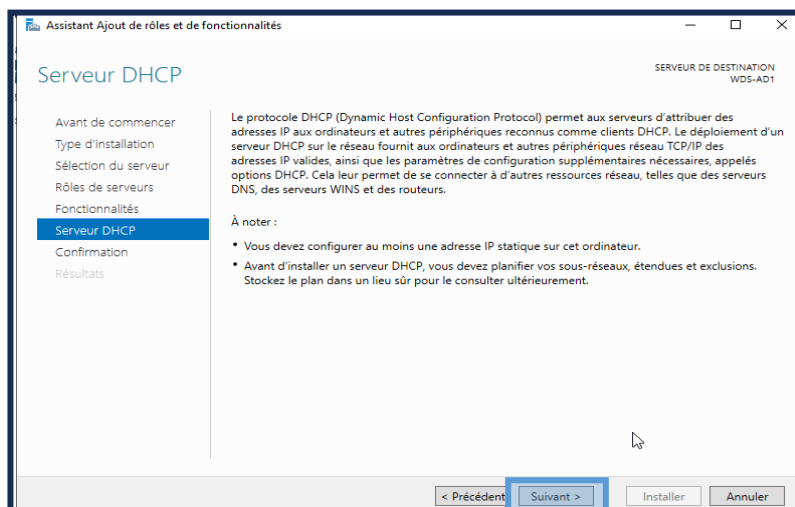 Assistant Ajout de rôles et de fonctionnalités
Serveur DHCP
SERVEUR DE DESTINATION
WDS-AD1
Avant de commencer
Type d'installation
Sélection du serveur
Rôles de serveurs
Fonctionnalités
Serveur DHCP
Confirmation
Résultats
Le protocole DHCP (Dynamic Host Configuration Protocol) permet aux serveurs d'attribuer des
adresses IP aux ordinateurs et autres périphériques reconnus comme clients DHCP. Le déploiement d'un
serveur DHCP sur le réseau fournit aux ordinateurs et autres périphériques réseau TCP/IP des
adresses IP valides, ainsi que les paramètres de configuration supplémentaires nécessaires, appelés
options DHCP. Cela leur permet de se connecter à d'autres ressources réseau, telles que des serveurs
DNS, des serveurs WINS et des routeurs.
À noter :
• Vous devez configurer au moins une adresse IP statique sur cet ordinateur.
• Avant d'installer un serveur DHCP, vous devez planifier vos sous-réseaux, étendues et exclusions.
Stockez le plan dans un lieu sûr pour le consulter ultérieurement.
< Précédent
Suivant >
Installer
Annuler